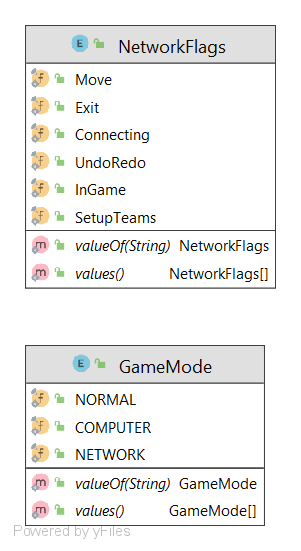 E NetworkFlags
f Move
f Exit
f Connecting
f UndoRedo
f InGame
f SetupTeams
m valueOf(String) NetworkFlags
m values() NetworkFlags[]
E GameMode
f NORMAL
f COMPUTER
f NETWORK
m valueOf(String) GameMode
m values() GameMode[]
Powered by yFiles